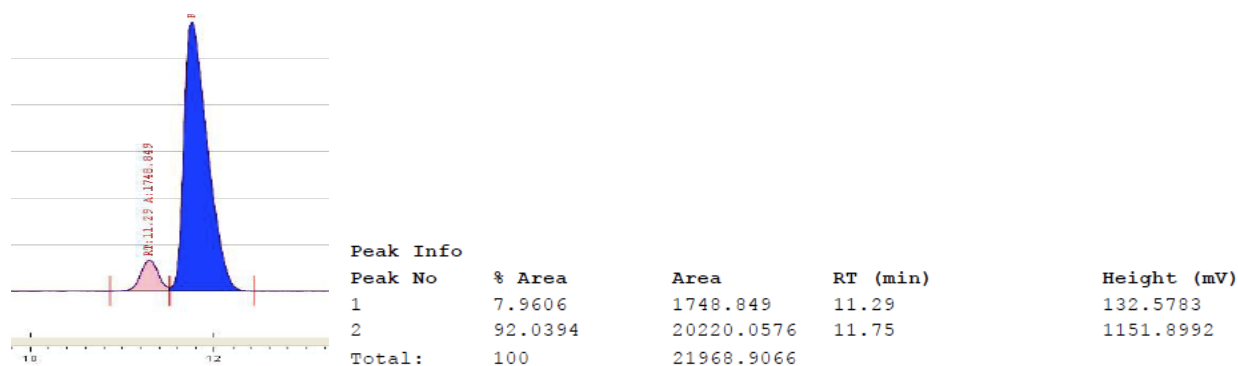 RT:11.29 A:1748.849
10 12
Peak Info
Peak No % Area Area RT (min) Height (mV)
1 7.9606 1748.849 11.29 132.5783
2 92.0394 20220.0576 11.75 1151.8992
Total: 100 21968.9066